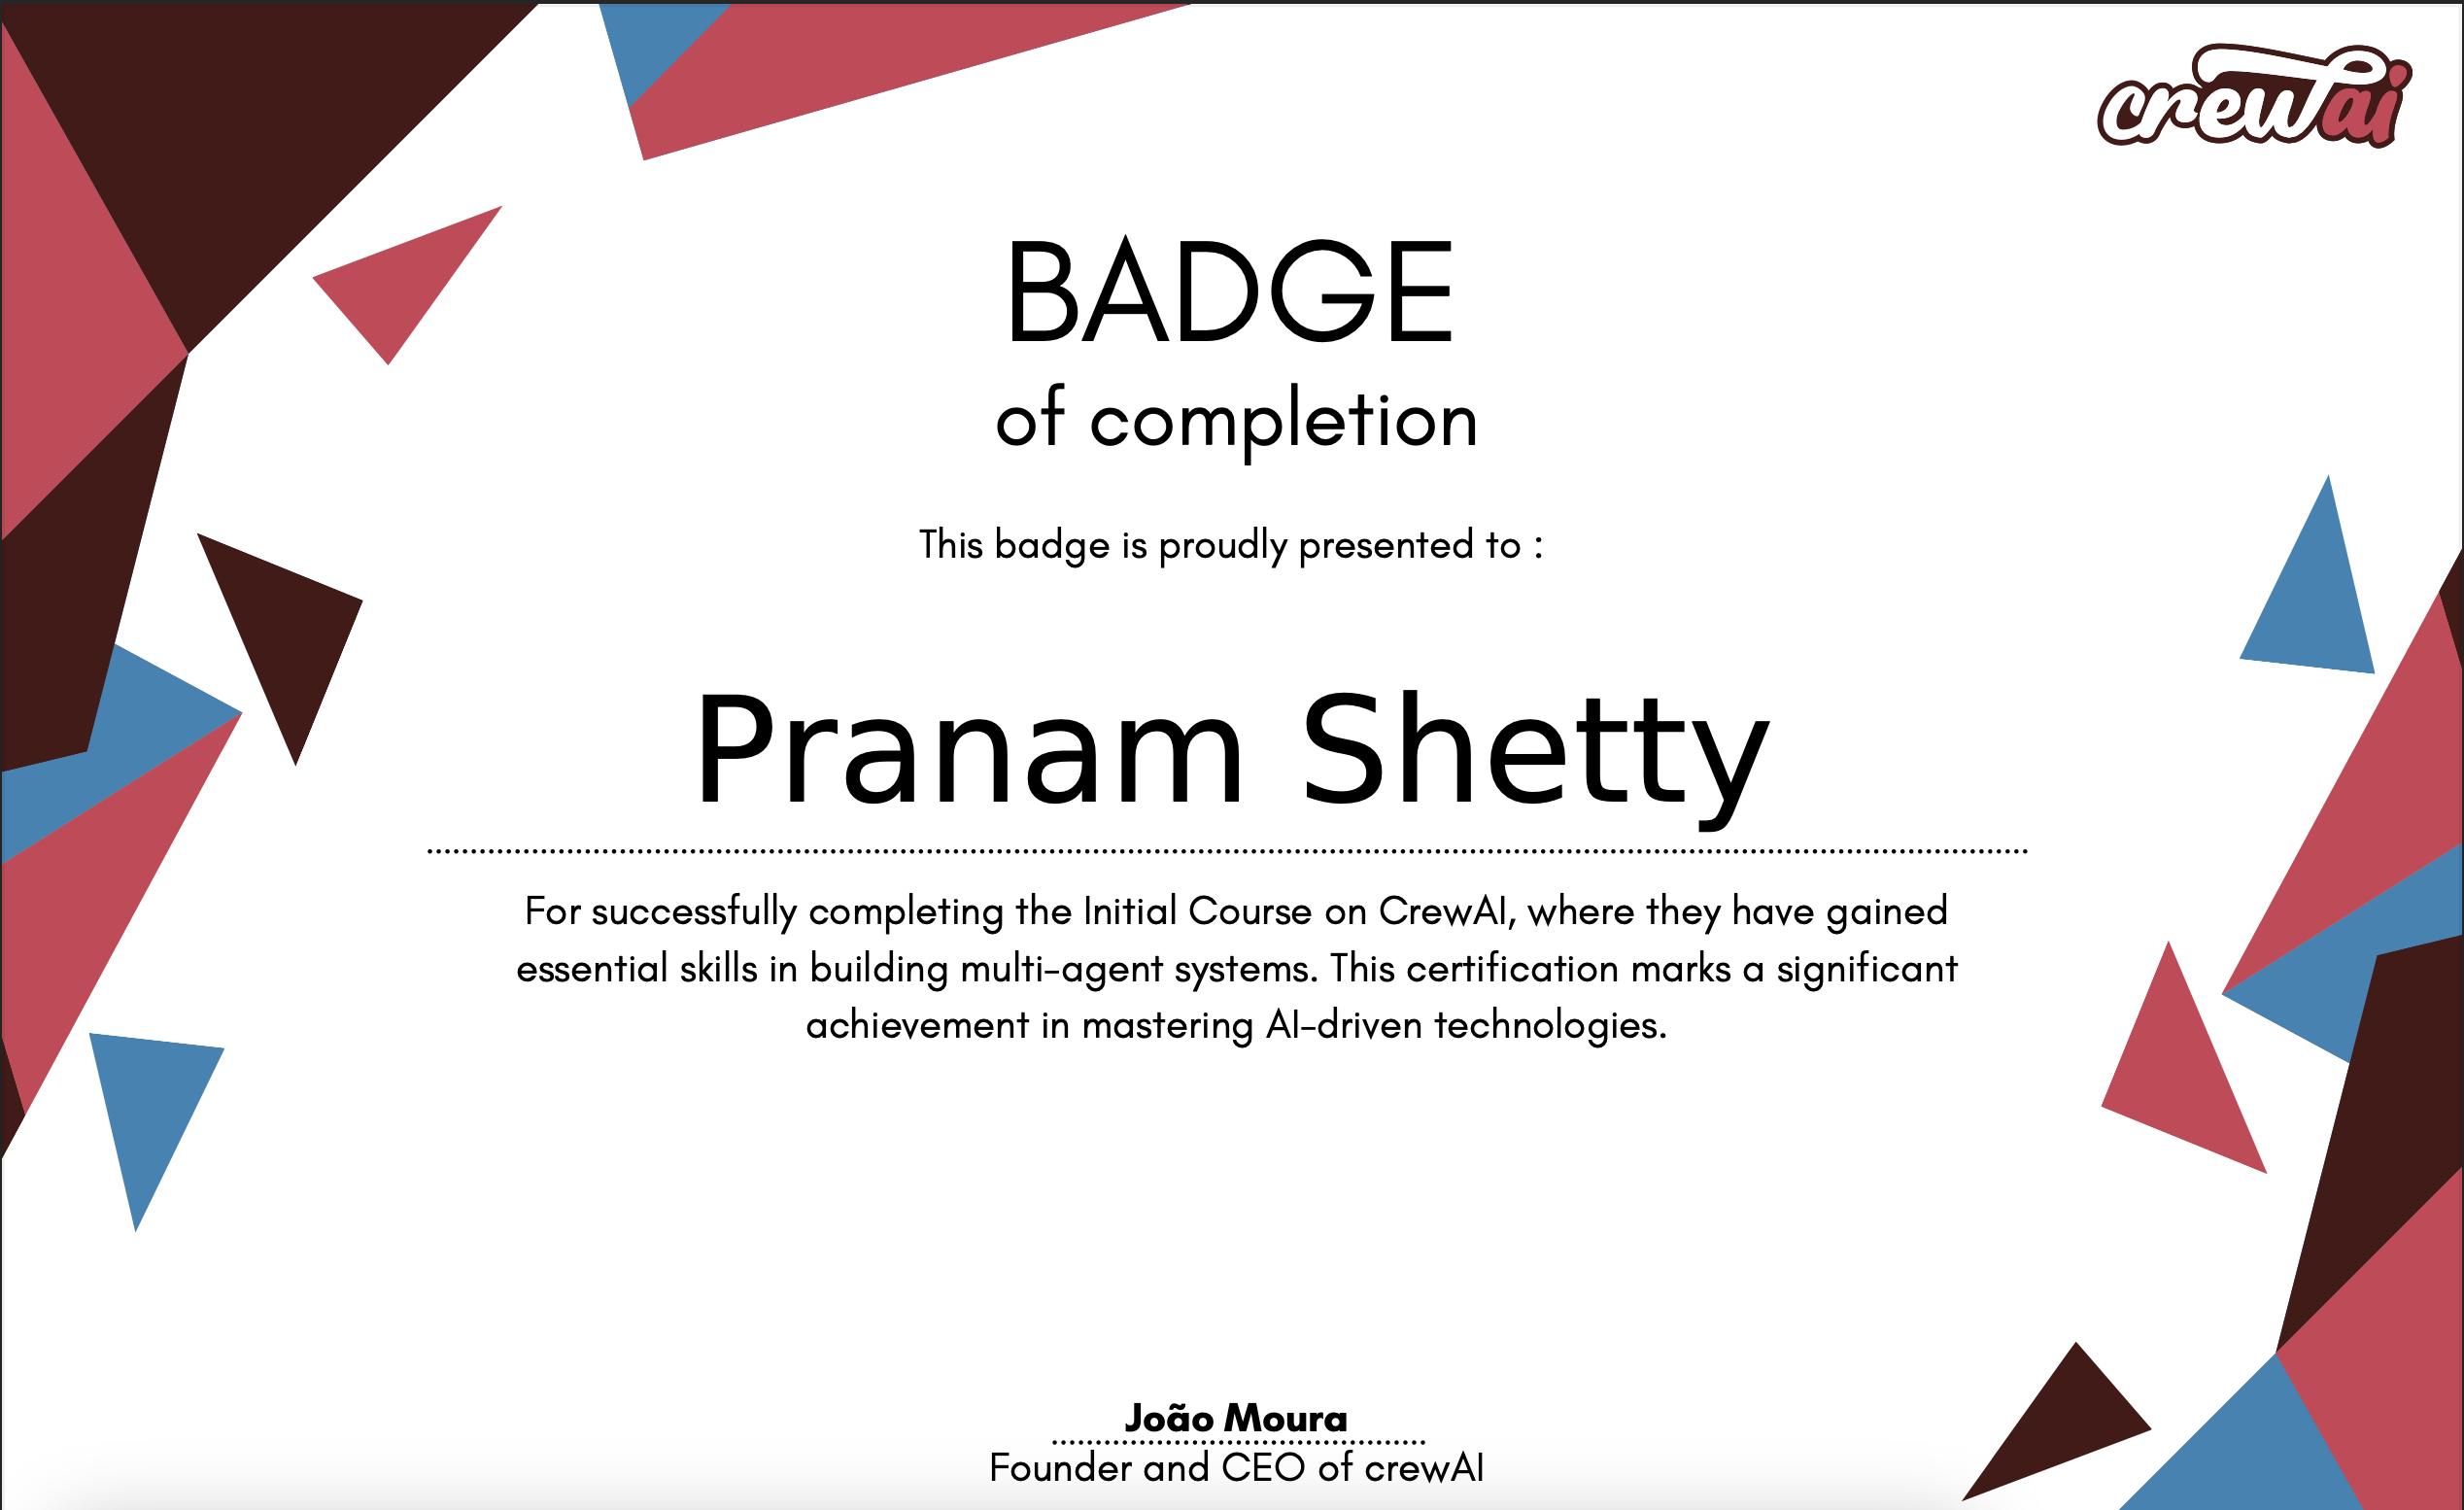 crewai
BADGE
of completion
This badge is proudly presented to :
Pranam Shetty
For successfully completing the Initial Course on CrewAI, where they have gained
essential skills in building multi-agent systems. This certification marks a significant
achievement in mastering AI-driven technologies.
João Moura
Founder and CEO of crewAI